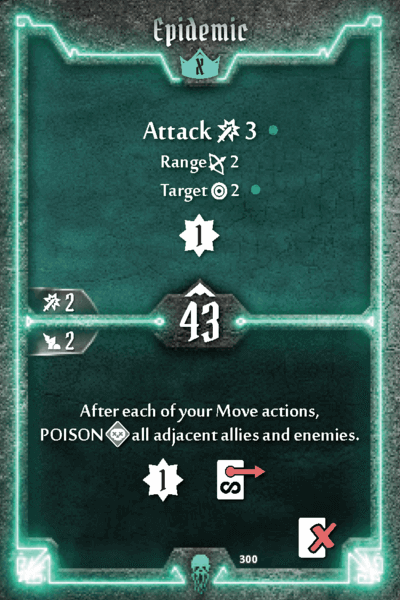 Epidemic
X
Attack 3
Range 2
Target 2
1
2
43
2
After each of your Move actions,
POISON all adjacent allies and enemies.
1
S
300